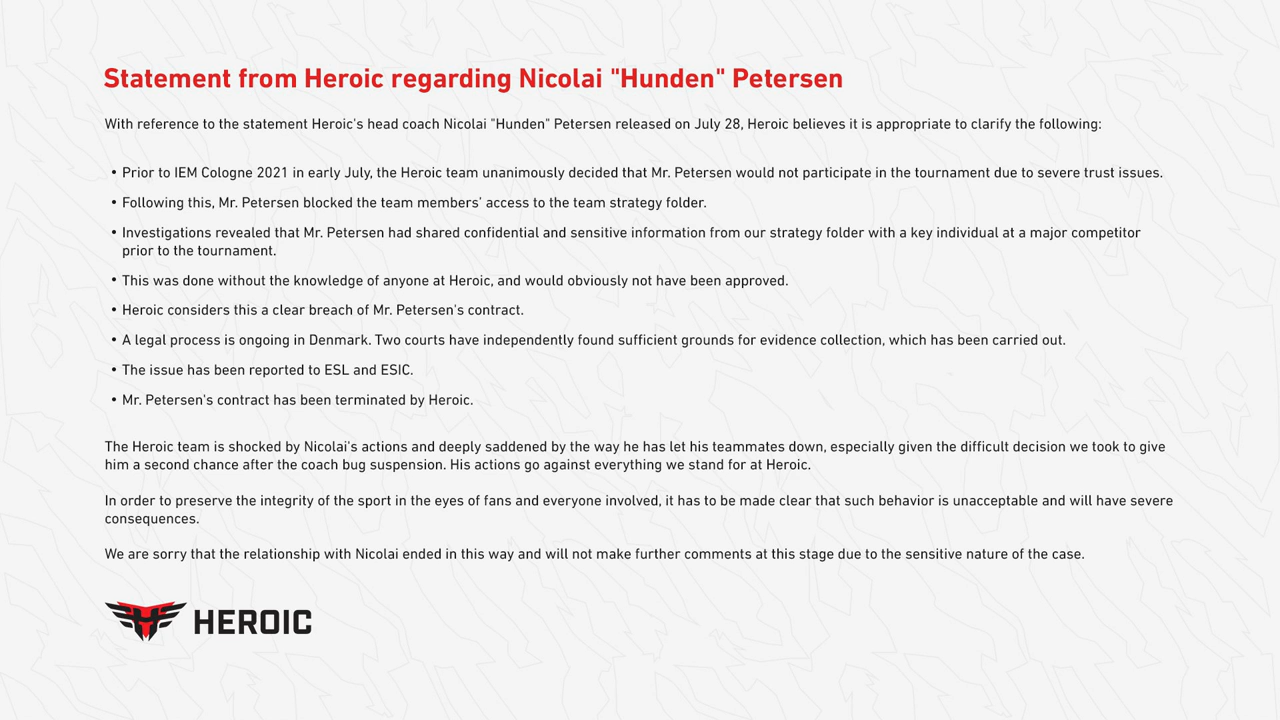 Statement from Heroic regarding Nicolai "Hunden" Petersen
With reference to the statement Heroic's head coach Nicolai "Hunden" Petersen released on July 28, Heroic believes it is appropriate to clarify the following:
• Prior to IEM Cologne 2021 in early July, the Heroic team unanimously decided that Mr. Petersen would not participate in the tournament due to severe trust issues.
• Following this, Mr. Petersen blocked the team members’ access to the team strategy folder.
• Investigations revealed that Mr. Petersen had shared confidential and sensitive information from our strategy folder with a key individual at a major competitor
prior to the tournament.
• This was done without the knowledge of anyone at Heroic, and would obviously not have been approved.
• Heroic considers this a clear breach of Mr. Petersen's contract.
• A legal process is ongoing in Denmark. Two courts have independently found sufficient grounds for evidence collection, which has been carried out.
• The issue has been reported to ESL and ESIC.
• Mr. Petersen's contract has been terminated by Heroic.
The Heroic team is shocked by Nicolai's actions and deeply saddened by the way he has let his teammates down, especially given the difficult decision we took to give
him a second chance after the coach bug suspension. His actions go against everything we stand for at Heroic.
In order to preserve the integrity of the sport in the eyes of fans and everyone involved, it has to be made clear that such behavior is unacceptable and will have severe
consequences.
We are sorry that the relationship with Nicolai ended in this way and will not make further comments at this stage due to the sensitive nature of the case.
HEROIC